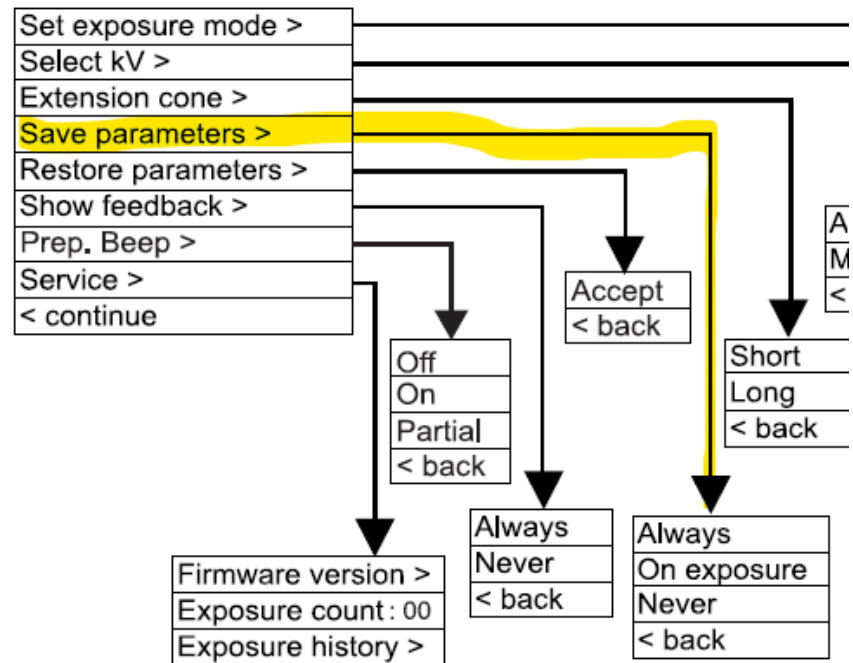 Set exposure mode >
Select kV >
Extension cone >
Save parameters >
Restore parameters >
Show feedback >
Prep. Beep >
Service >
< continue
A
M
<
Accept
< back
Short
Long
< back
Off
On
Partial
< back
Always
Never
< back
Always
On exposure
Never
< back
Firmware version >
Exposure count: 00
Exposure history >